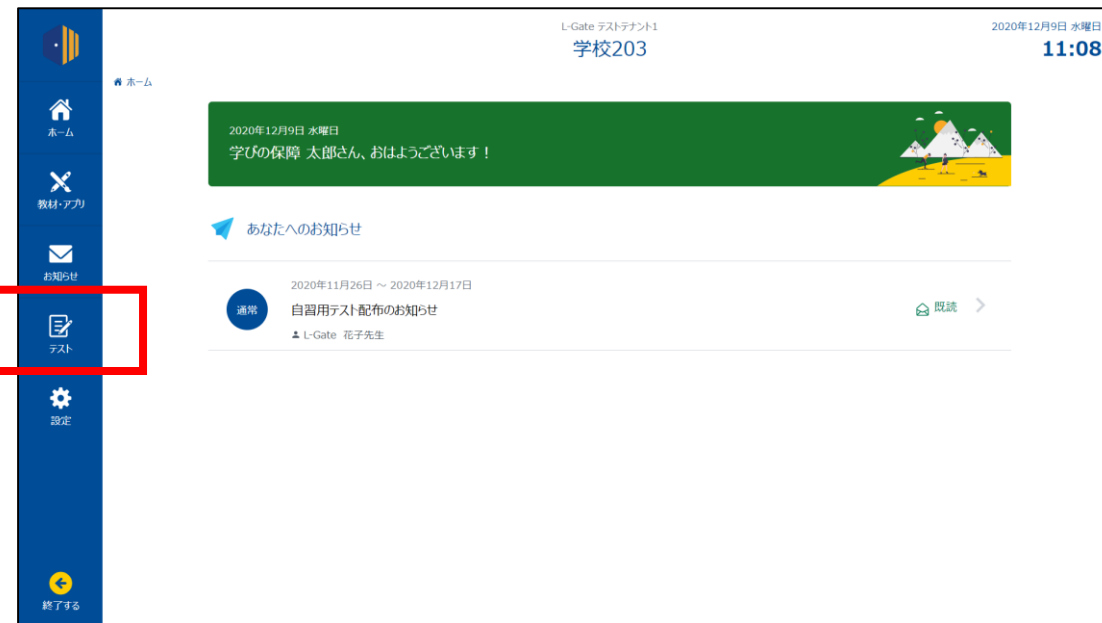 L-Gate テストテナント1
学校203
2020年12月9日 水曜日
11:08
ホーム
ホーム
教材・アプリ
お知らせ
テスト
設定
終了する
2020年12月9日 水曜日
学びの保障 太郎さん、おはようございます！
あなたへのお知らせ
2020年11月26日 ～ 2020年12月17日
通常
自習用テスト配布のお知らせ
既読
L-Gate 花子先生